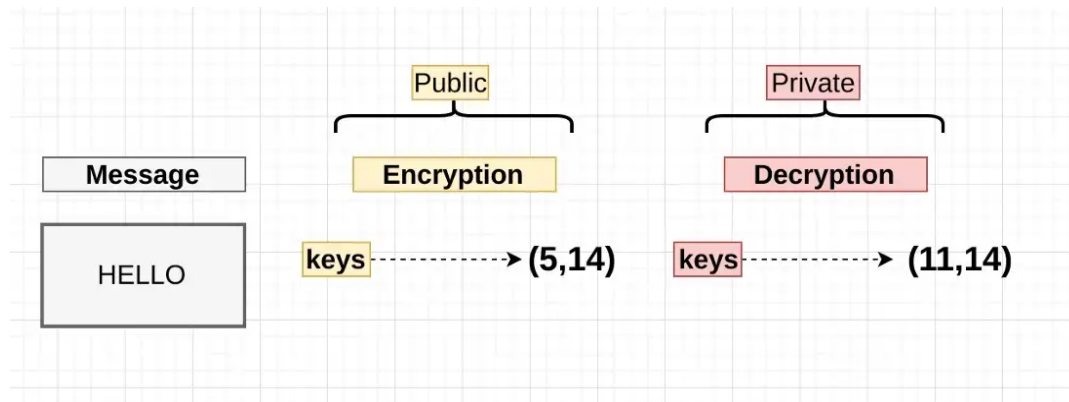 Public
Private
Message
Encryption
Decryption
HELLO
keys
(5,14)
keys
(11,14)